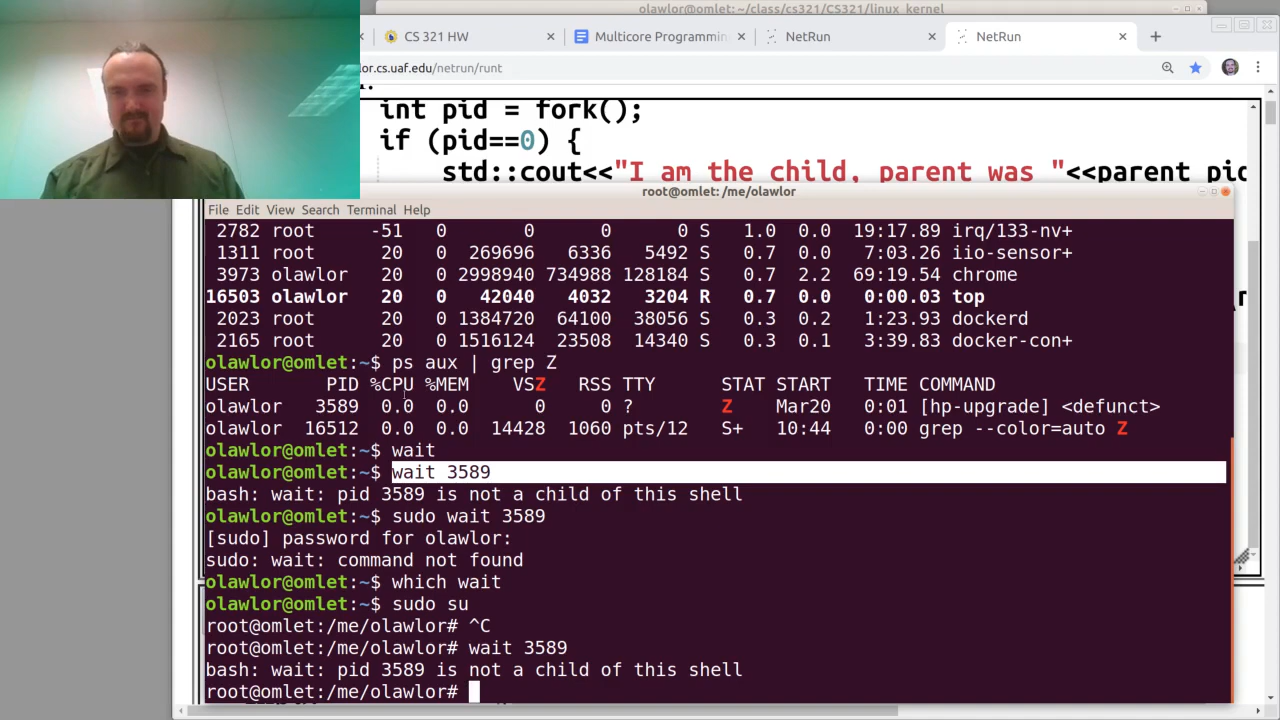 olawlor@omlet: ~/class/cs321/CS321/linux_kernel
CS 321 HW
Multicore Programmin
NetRun
NetRun
lor.cs.uaf.edu/netrun/runt
int pid = fork();
if (pid==0) {
std::cout<<"I am the child, parent was "<<parent_pid
root@omlet: /me/olawlor
File Edit View Search Terminal Help
2782 root -51 0 0 0 0 S 1.0 0.0 19:17.89 irq/133-nv+
1311 root 20 0 269696 6336 5492 S 0.7 0.0 7:03.26 iio-sensor+
3973 olawlor 20 0 2998940 734988 128184 S 0.7 2.2 69:19.54 chrome
16503 olawlor 20 0 42040 4032 3204 R 0.7 0.0 0:00.03 top
2023 root 20 0 1384720 64100 38056 S 0.3 0.2 1:23.93 dockerd
2165 root 20 0 1516124 23508 14340 S 0.3 0.1 3:39.83 docker-con+
olawlor@omlet:~$ ps aux | grep Z
USER PID %CPU %MEM VSZ RSS TTY STAT START TIME COMMAND
olawlor 3589 0.0 0.0 0 0 ? Z Mar20 0:01 [hp-upgrade] <defunct>
olawlor 16512 0.0 0.0 14428 1060 pts/12 S+ 10:44 0:00 grep --color=auto Z
olawlor@omlet:~$ wait
olawlor@omlet:~$ wait 3589
bash: wait: pid 3589 is not a child of this shell
olawlor@omlet:~$ sudo wait 3589
[sudo] password for olawlor:
sudo: wait: command not found
olawlor@omlet:~$ which wait
olawlor@omlet:~$ sudo su
root@omlet:/me/olawlor# ^C
root@omlet:/me/olawlor# wait 3589
bash: wait: pid 3589 is not a child of this shell
root@omlet:/me/olawlor#